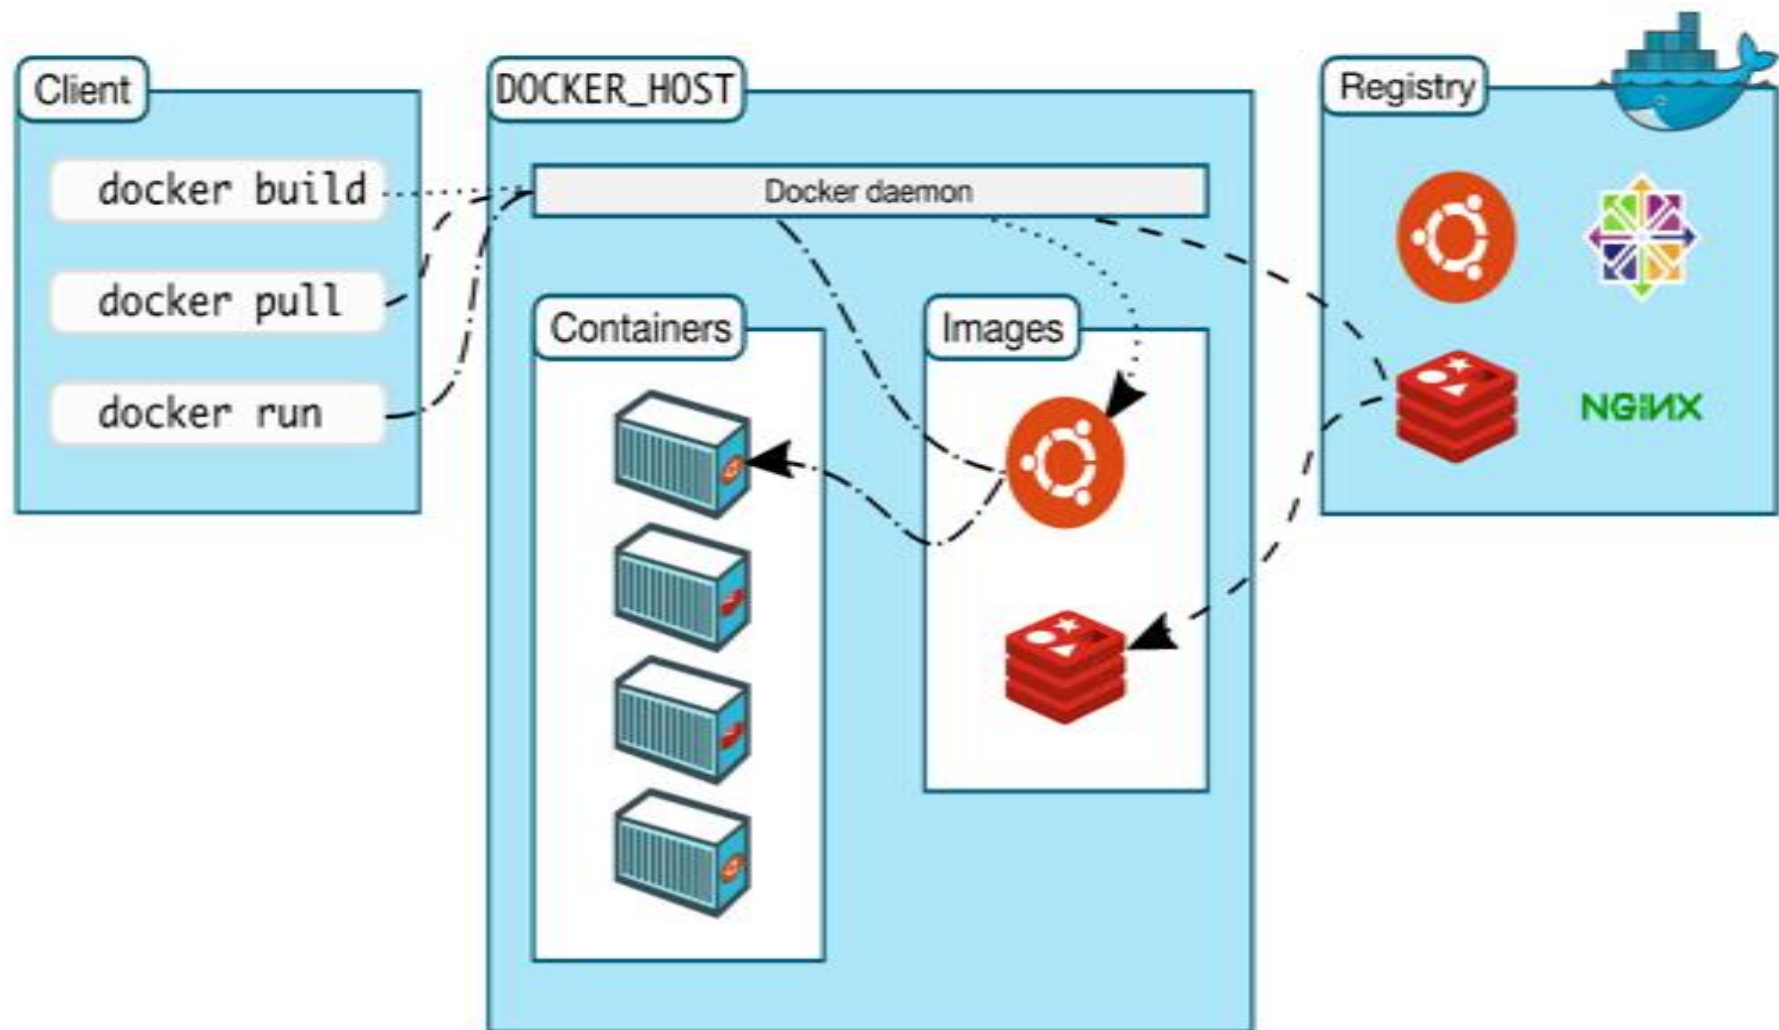 Client
docker build
docker pull
docker run
DOCKER_HOST
Docker daemon
Containers
Images
Registry
NGiNX